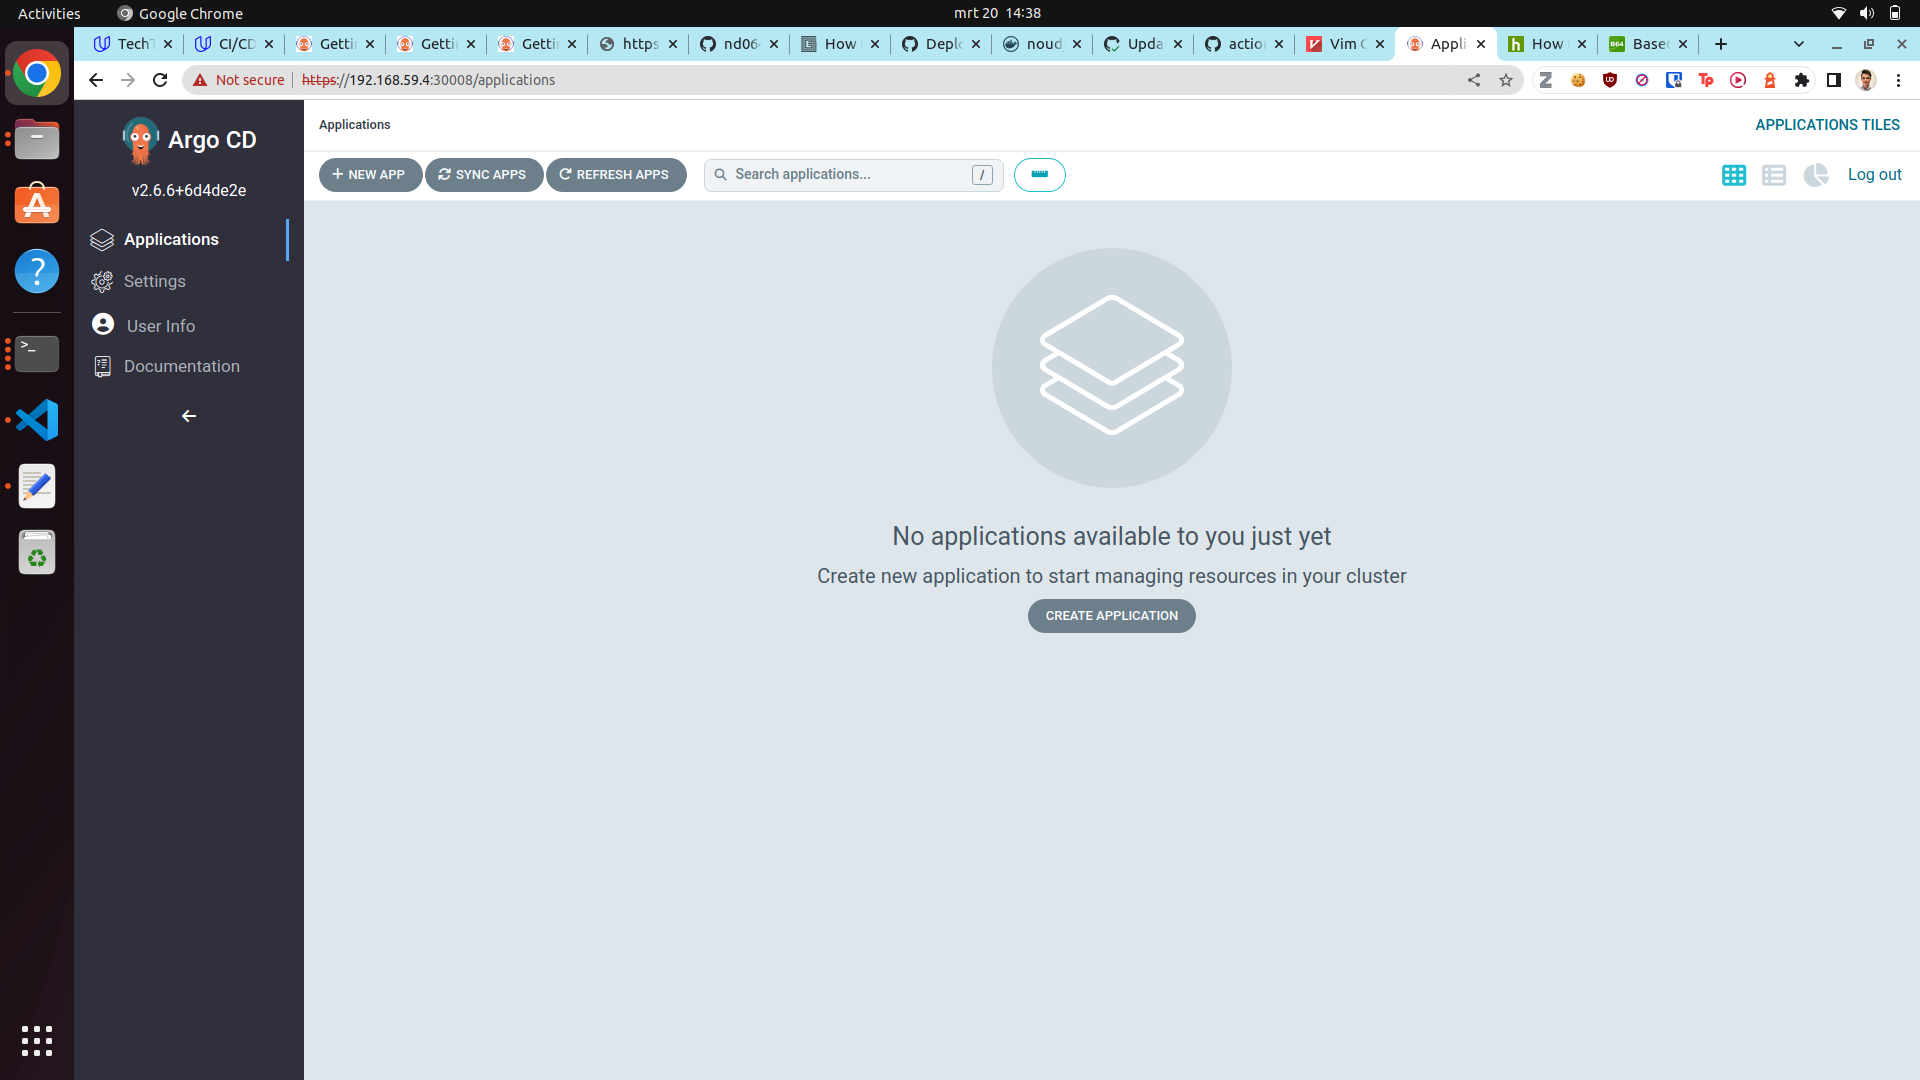 Activities Google Chrome mrt 20 14:38
TechT CI/CD Getti Getti Getti https nd064 How Deplo noud Upda action Vim C Appli How Base6
Not secure https://192.168.59.4:30008/applications
Argo CD
v2.6.6+6d4de2e
Applications
Settings
User Info
Documentation
Applications APPLICATIONS TILES
NEW APP SYNC APPS REFRESH APPS Search applications... / Log out
No applications available to you just yet
Create new application to start managing resources in your cluster
CREATE APPLICATION